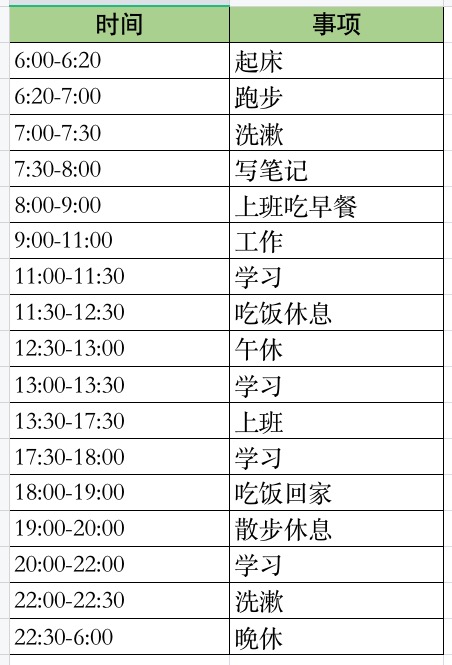 时间 事项
6:00-6:20 起床
6:20-7:00 跑步
7:00-7:30 洗漱
7:30-8:00 写笔记
8:00-9:00 上班吃早餐
9:00-11:00 工作
11:00-11:30 学习
11:30-12:30 吃饭休息
12:30-13:00 午休
13:00-13:30 学习
13:30-17:30 上班
17:30-18:00 学习
18:00-19:00 吃饭回家
19:00-20:00 散步休息
20:00-22:00 学习
22:00-22:30 洗漱
22:30-6:00 晚休